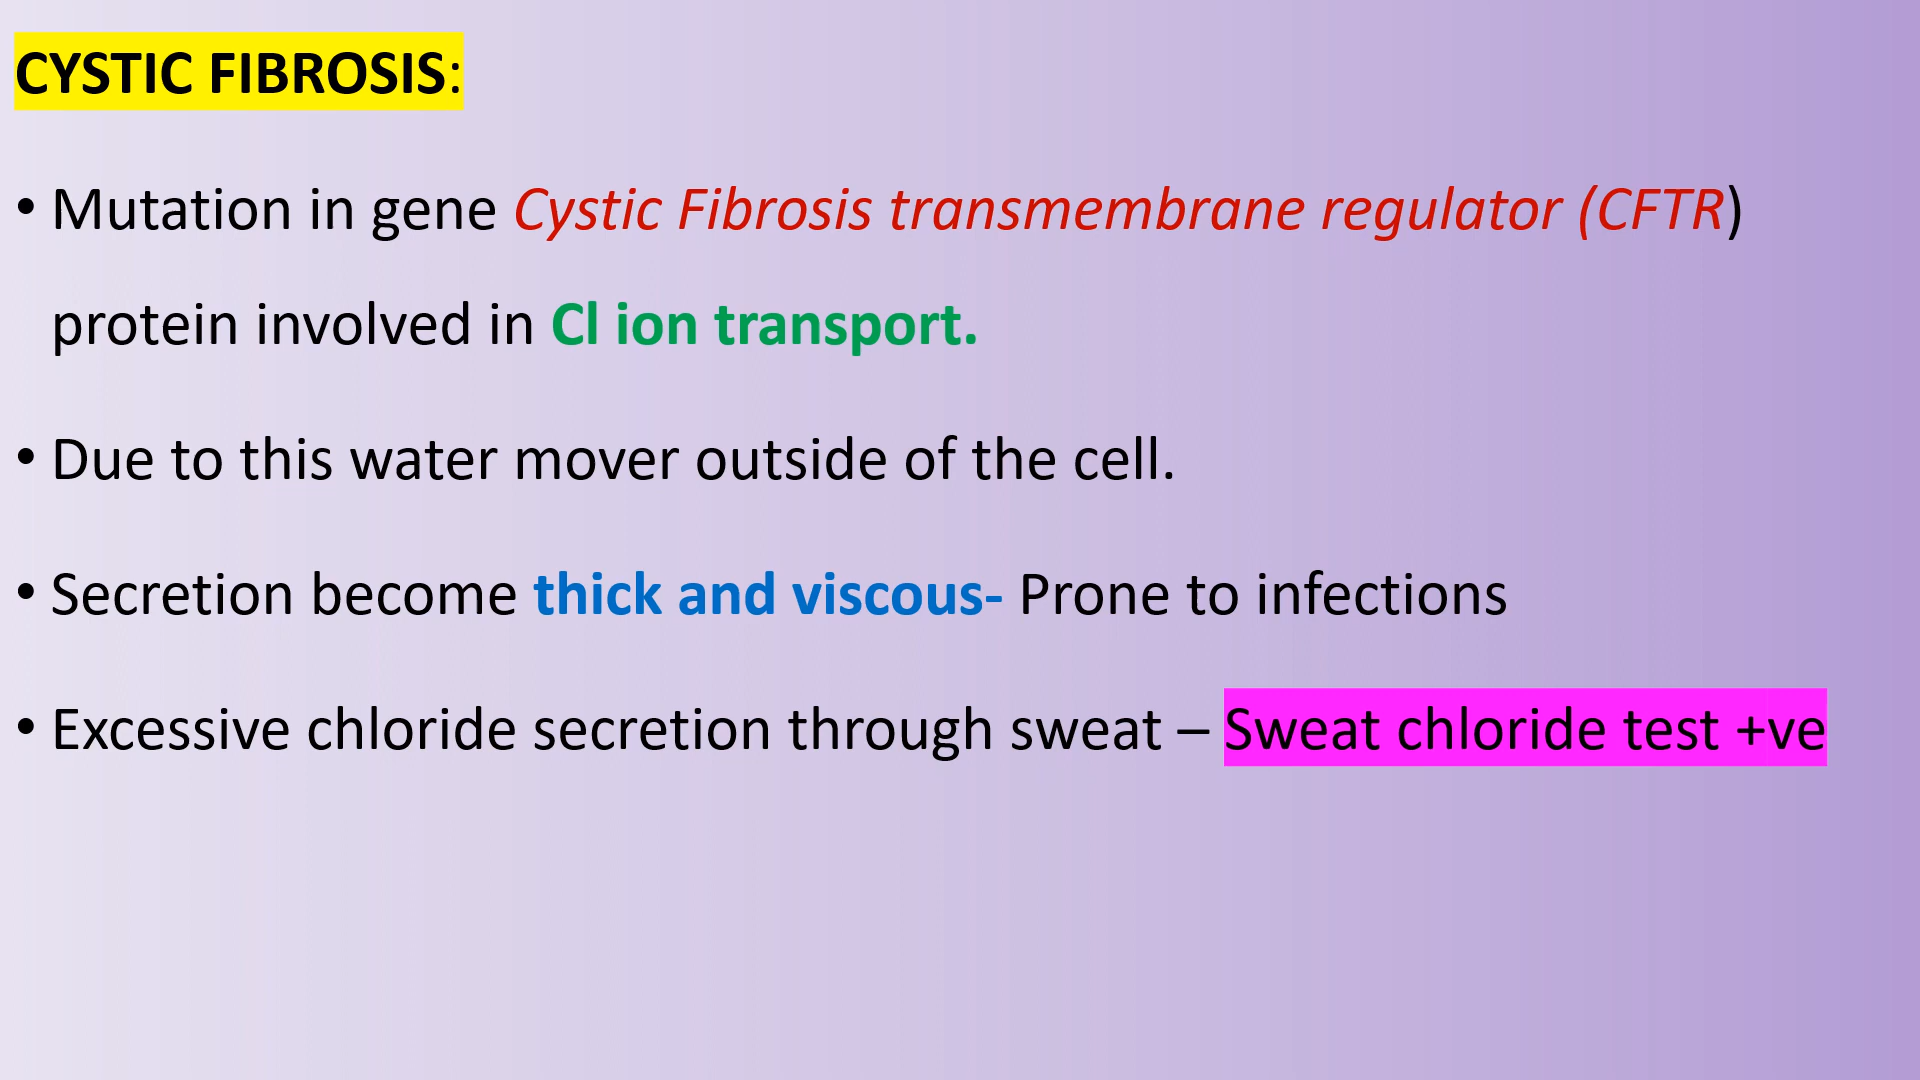 CYSTIC FIBROSIS:
• Mutation in gene Cystic Fibrosis transmembrane regulator (CFTR)
protein involved in Cl ion transport.
• Due to this water mover outside of the cell.
• Secretion become thick and viscous- Prone to infections
• Excessive chloride secretion through sweat – Sweat chloride test +ve